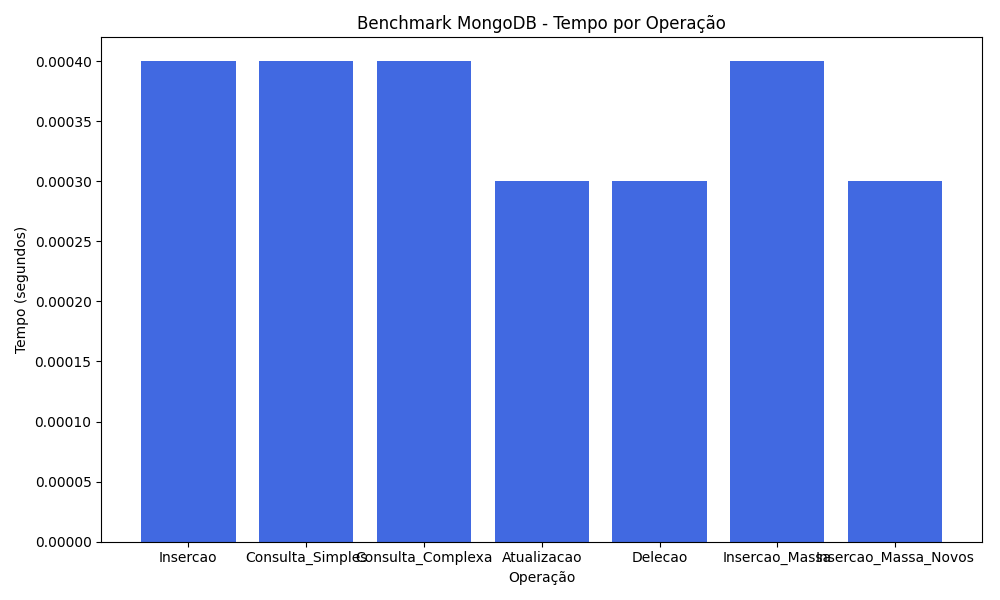 Benchmark MongoDB - Tempo por Operação
0.00040
0.00035
0.00030
0.00025
0.00020
0.00015
0.00010
0.00005
0.00000
Tempo (segundos)
Insercao
Consulta_Simples
Consulta_Complexa
Atualizacao
Delecao
Insercao_Massa
Insercao_Massa_Novos
Operação